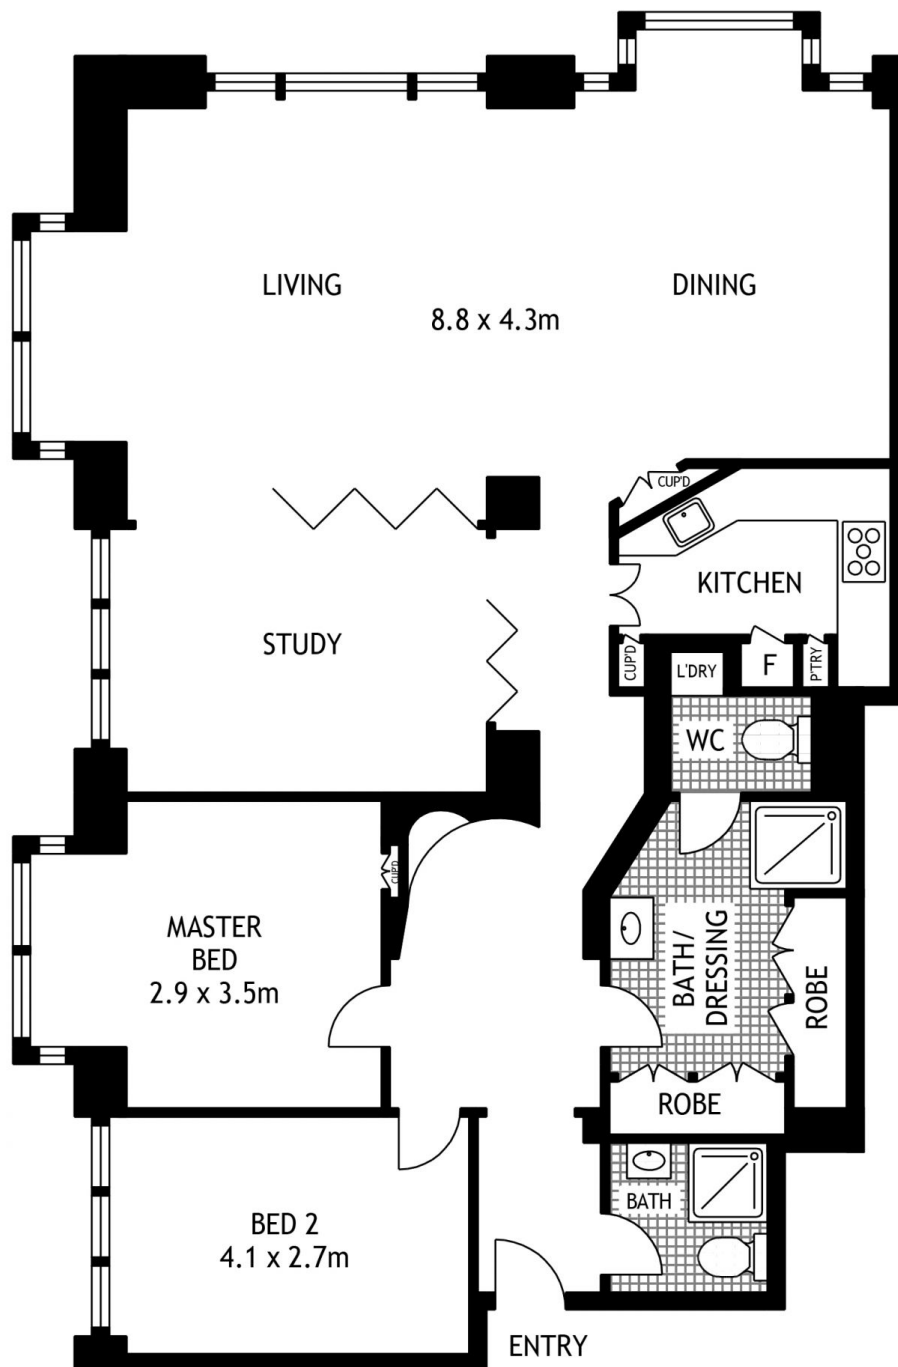 LIVING
DINING
8.8 x 4.3m
CUP'D
KITCHEN
STUDY
CUP'D
L'DRY
F
P'TRY
WC
CUP'D
MASTER
BED
2.9 x 3.5m
BATH/
DRESSING
ROBE
ROBE
BATH
BED 2
4.1 x 2.7m
ENTRY